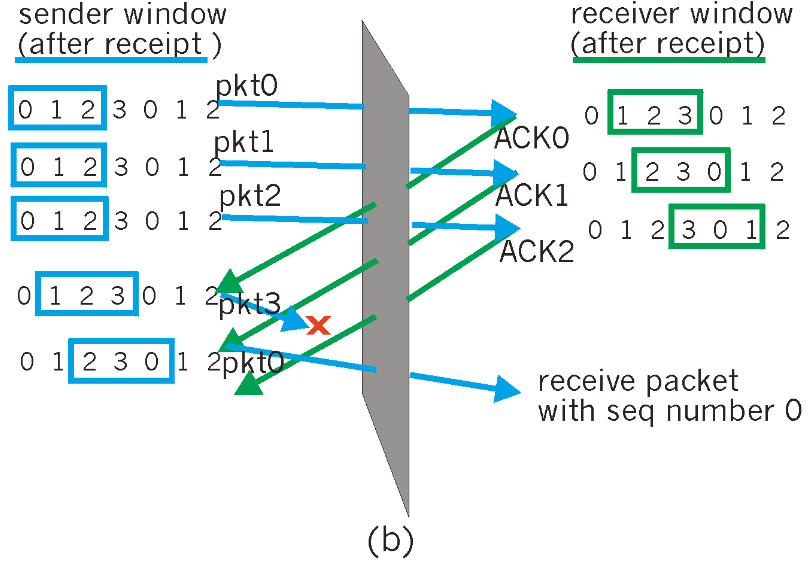 sender window
(after receipt)
receiver window
(after receipt)
0 1 2 3 0 1 2
pkt0
0 1 2 3 0 1 2
ACK0
0 1 2 3 0 1 2
pkt1
0 1 2 3 0 1 2
ACK1
0 1 2 3 0 1 2
pkt2
0 1 2 3 0 1 2
ACK2
0 1 2 3 0 1 2
pkt3
x
0 1 2 3 0 1 2
pkt0
receive packet
with seq number 0
(b)